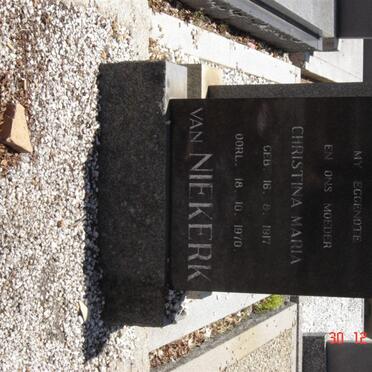 MY EGGENOTE
EN ONS MOEDER
CHRISTINA MARIA
GEB. 16. 8. 1917
OORL. 18. 10. 1970
VAN NIEKERK
30 12